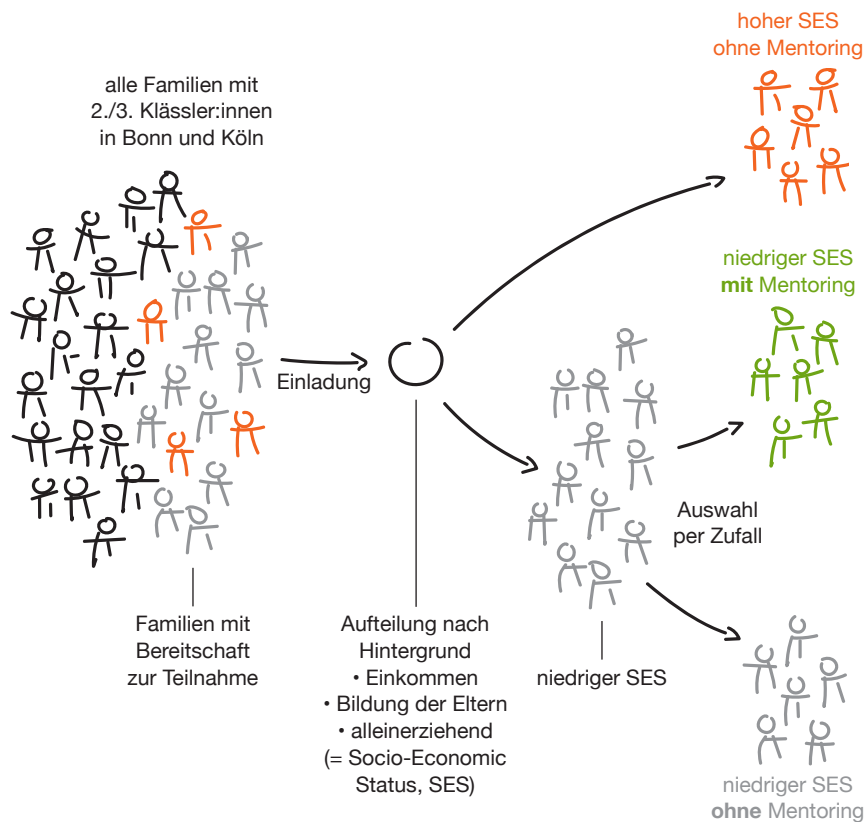 hoher SES
ohne Mentoring
alle Familien mit
2./3. Klässler:innen
in Bonn und Köln
niedriger SES
mit Mentoring
Einladung
Auswahl
per Zufall
Familien mit
Bereitschaft
zur Teilnahme
Aufteilung nach
Hintergrund
• Einkommen
• Bildung der Eltern
• alleinerziehend
(= Socio-Economic
Status, SES)
niedriger SES
niedriger SES
ohne Mentoring